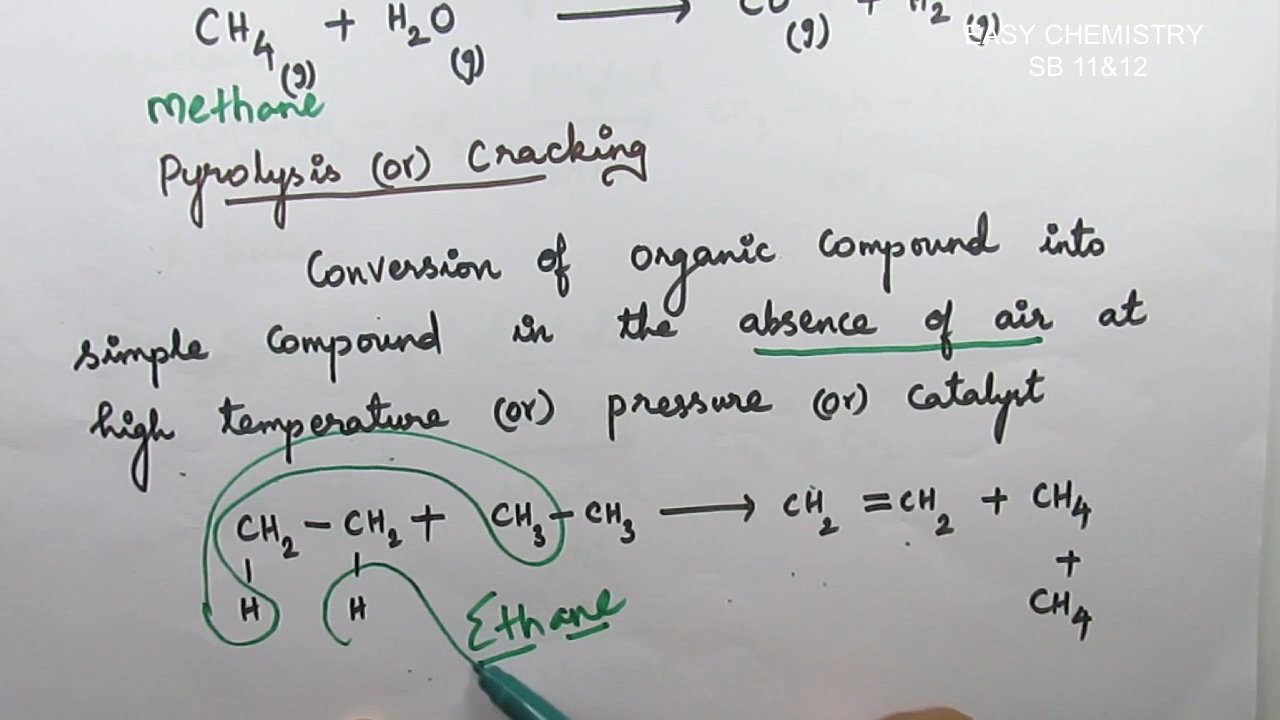 CH₄(g) + H₂O(g) ⟶ CO(g) + H₂(g)
EASY CHEMISTRY
SB 11&12
methane
Pyrolysis (or) Cracking
Conversion of organic compound into
simple compound in the absence of air at
high temperature (or) pressure (or) catalyst
CH₂ – CH₂ + CH₃ – CH₃ ⟶ CH₂ = CH₂ + CH₄
+
H H CH₄
Ethane